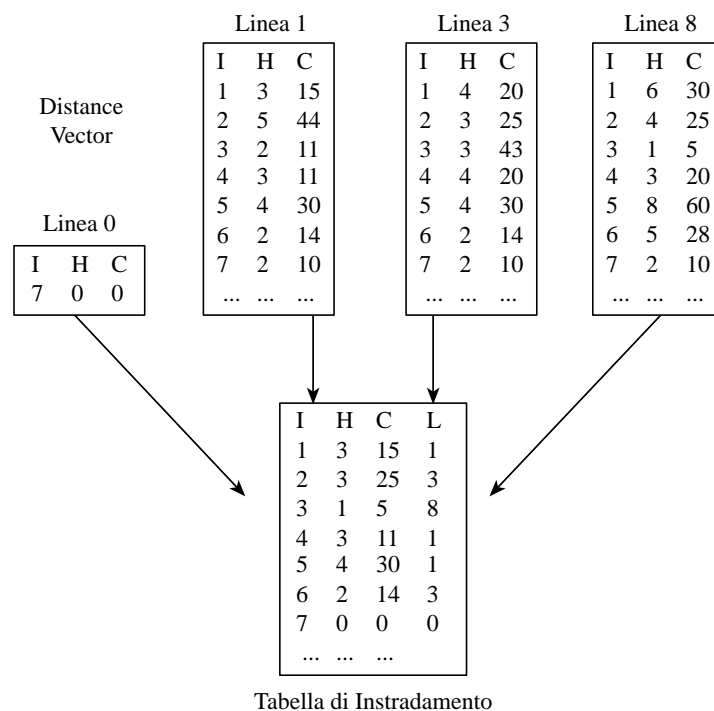 Linea 1
I H C
1 3 15
2 5 44
3 2 11
4 3 11
5 4 30
6 2 14
7 2 10
... ... ...
Linea 3
I H C
1 4 20
2 3 25
3 3 43
4 4 20
5 4 30
6 2 14
7 2 10
... ... ...
Linea 8
I H C
1 6 30
2 4 25
3 1 5
4 3 20
5 8 60
6 5 28
7 2 10
... ... ...
Distance
Vector
Linea 0
I H C
7 0 0
I H C L
1 3 15 1
2 3 25 3
3 1 5 8
4 3 11 1
5 4 30 1
6 2 14 3
7 0 0 0
... ... ...
Tabella di Instradamento